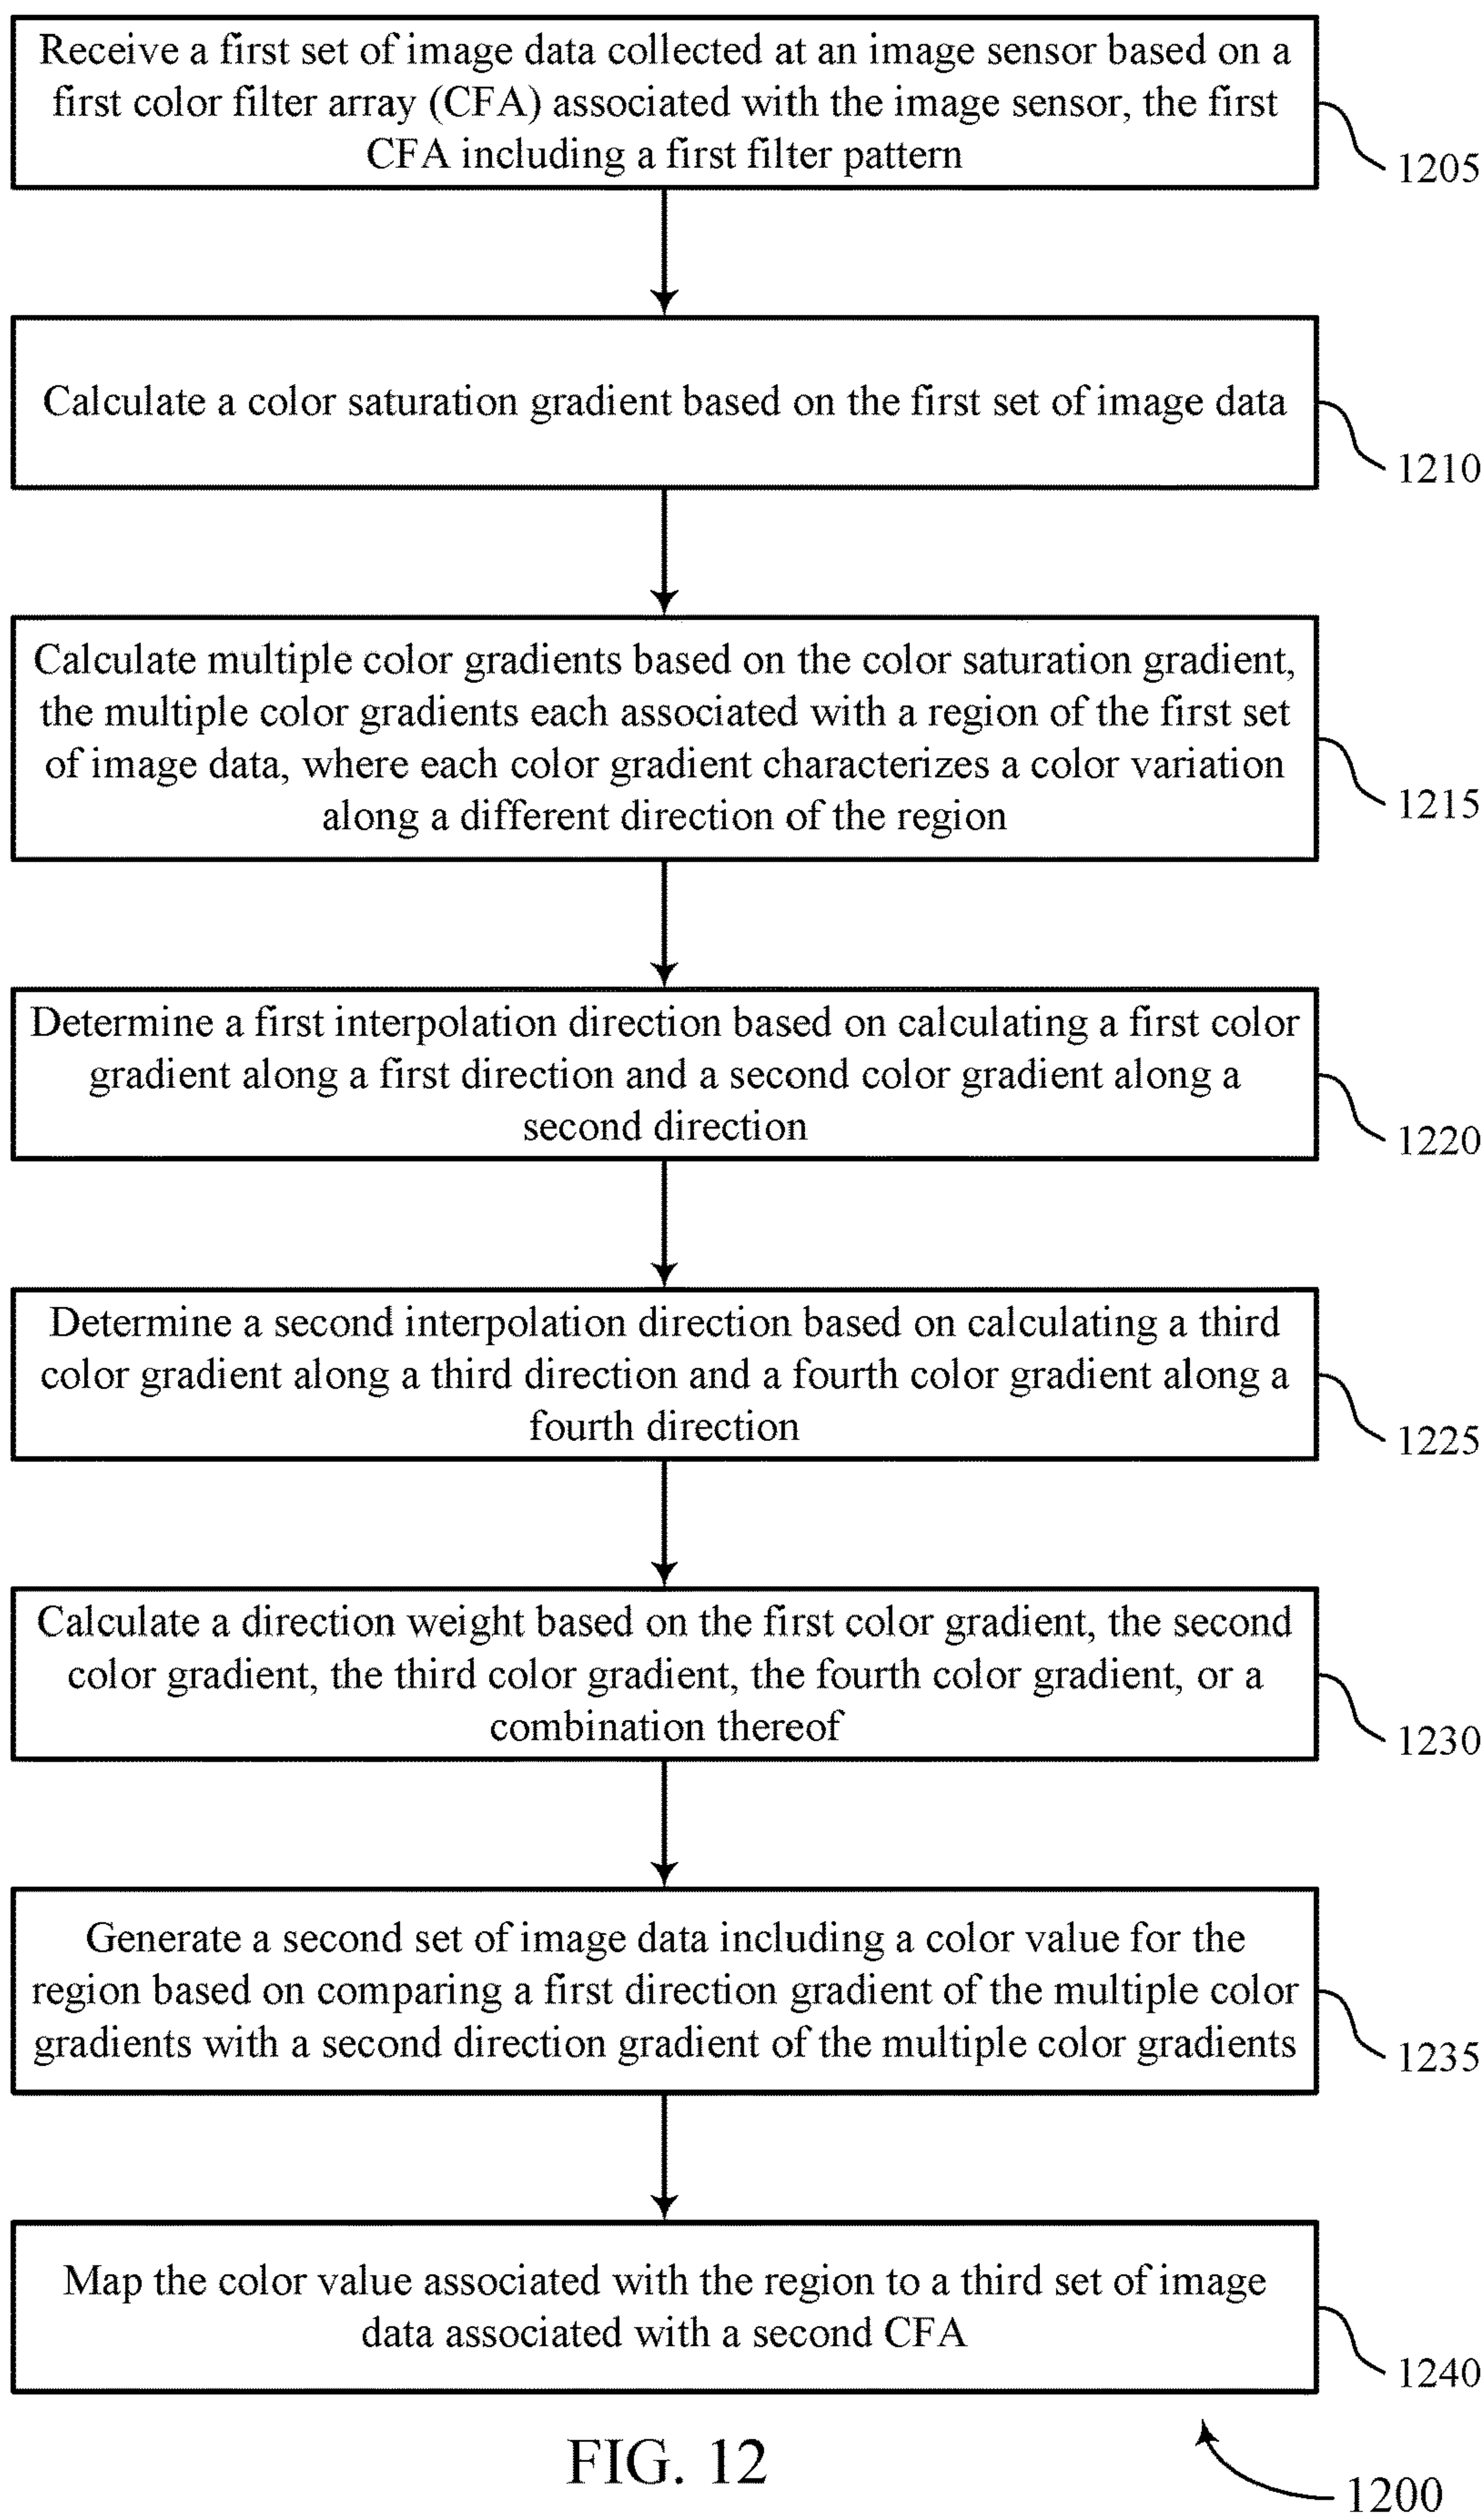 Receive a first set of image data collected at an image sensor based on a
first color filter array (CFA) associated with the image sensor, the first
CFA including a first filter pattern
1205
Calculate a color saturation gradient based on the first set of image data
1210
Calculate multiple color gradients based on the color saturation gradient,
the multiple color gradients each associated with a region of the first set
of image data, where each color gradient characterizes a color variation
along a different direction of the region
1215
Determine a first interpolation direction based on calculating a first color
gradient along a first direction and a second color gradient along a
second direction
1220
Determine a second interpolation direction based on calculating a third
color gradient along a third direction and a fourth color gradient along a
fourth direction
1225
Calculate a direction weight based on the first color gradient, the second
color gradient, the third color gradient, the fourth color gradient, or a
combination thereof
1230
Generate a second set of image data including a color value for the
region based on comparing a first direction gradient of the multiple color
gradients with a second direction gradient of the multiple color gradients
1235
Map the color value associated with the region to a third set of image
data associated with a second CFA
1240
FIG. 12
1200